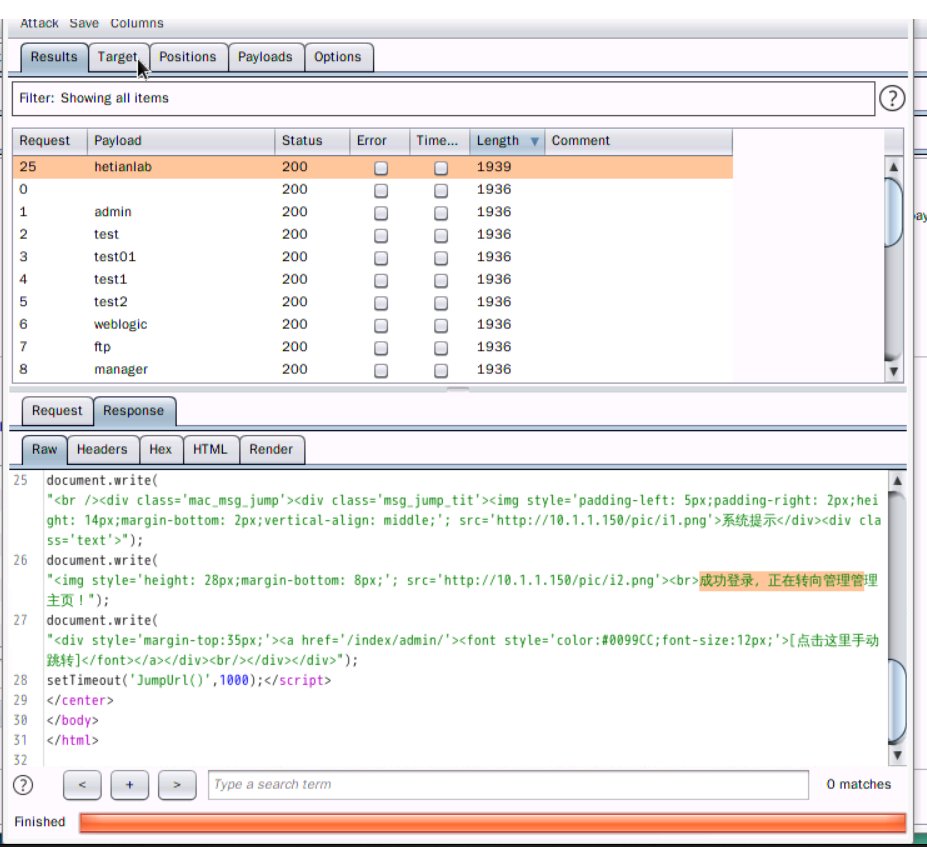 Attack Save Columns
Results Target Positions Payloads Options
Filter: Showing all items
?
Request Payload Status Error Time... Length Comment
25 hetianlab 200 1939
0 200 1936
1 admin 200 1936
2 test 200 1936
3 test01 200 1936
4 test1 200 1936
5 test2 200 1936
6 weblogic 200 1936
7 ftp 200 1936
8 manager 200 1936
Request Response
Raw Headers Hex HTML Render
25 document.write(
"<br /><div class='mac_msg_jump'><div class='msg_jump_tit'><img style='padding-left: 5px;padding-right: 2px;hei
ght: 14px;margin-bottom: 2px;vertical-align: middle;'; src='http://10.1.1.150/pic/i1.png'>系统提示</div><div cla
ss='text'>");
26 document.write(
"<img style='height: 28px;margin-bottom: 8px;'; src='http://10.1.1.150/pic/i2.png'><br>成功登录，正在转向管理管理
主页！");
27 document.write(
"<div style='margin-top:35px;'><a href='/index/admin/'><font style='color:#0099CC;font-size:12px;'>[点击这里手动
跳转]</font></a></div><br/></div></div>");
28 setTimeout('JumpUrl()',1000);</script>
29 </center>
30 </body>
31 </html>
32
? < + > Type a search term 0 matches
Finished